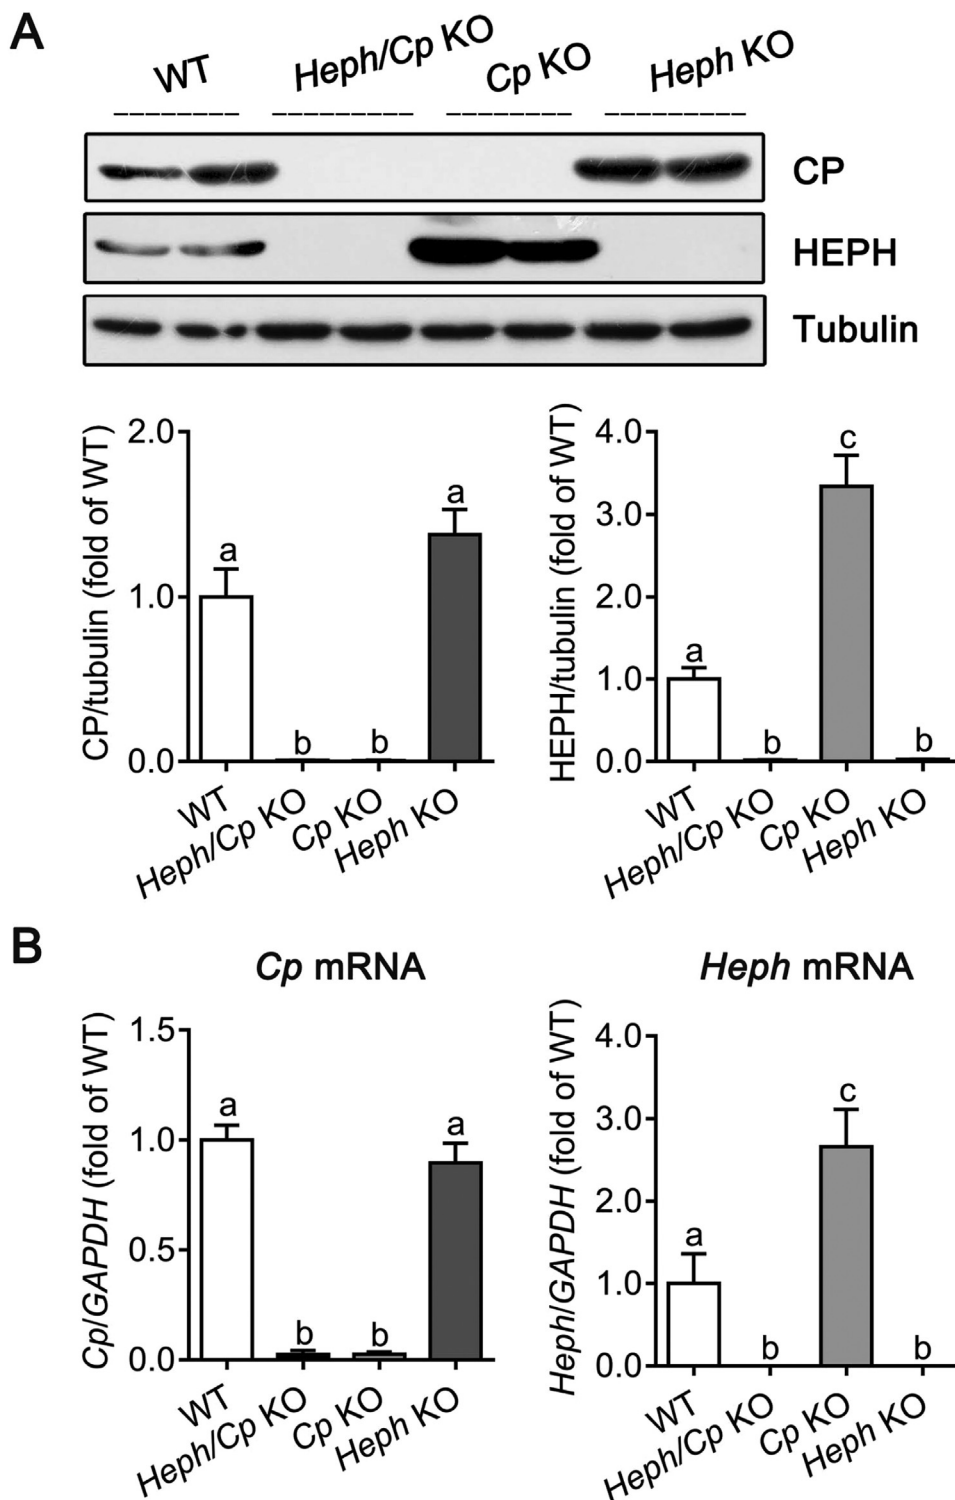 A
WT
Heph/Cp KO
Cp KO
Heph KO
CP
HEPH
Tubulin
CP/tubulin (fold of WT)
2.0
1.0
0.0
a
b
b
a
WT
Heph/Cp KO
Cp KO
Heph KO
HEPH/tubulin (fold of WT)
4.0
3.0
2.0
1.0
0.0
a
b
c
b
WT
Heph/Cp KO
Cp KO
Heph KO
B
Cp mRNA
Cp/GAPDH (fold of WT)
1.5
1.0
0.5
0.0
a
b
b
a
WT
Heph/Cp KO
Cp KO
Heph KO
Heph mRNA
Heph/GAPDH (fold of WT)
4.0
3.0
2.0
1.0
0.0
a
b
c
b
WT
Heph/Cp KO
Cp KO
Heph KO